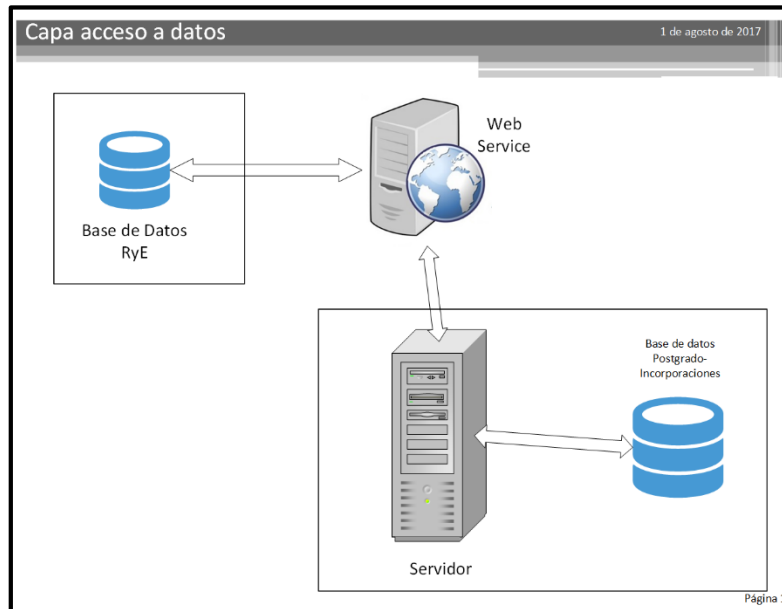 Capa acceso a datos
1 de agosto de 2017
Web
Service
Base de Datos
RyE
Base de datos
Postgrado-
Incorporaciones
Servidor
Página 1